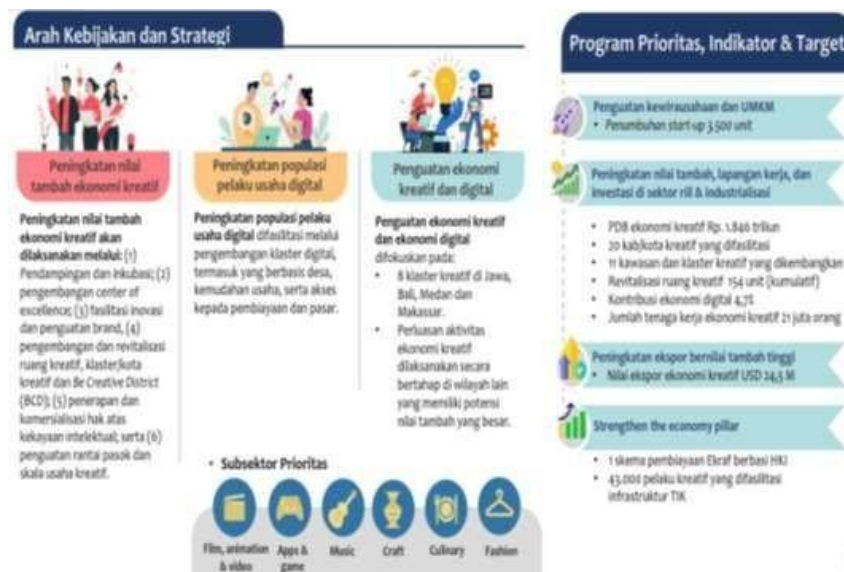 Arah Kebijakan dan Strategi
Peningkatan nilai
tambah ekonomi kreatif
Peningkatan nilai tambah
ekonomi kreatif akan
dilaksanakan melalui: (1)
Pendampingan dan Inkubasi; (2)
pengembangan center of
excellence; (3) fasilitasi inovasi
dan penguatan brand, (4)
pengembangan dan revitalisasi
ruang kreatif, klaster/kota
kreatif dan Be Creative District
(BCD); (5) penerapan dan
komersialisasi hak atas
kekayaan intelektual; serta (6)
penguatan rantai pasok dan
skala usaha kreatif.
Peningkatan populasi
pelaku usaha digital
Peningkatan populasi pelaku
usaha digital difasilitasi melalui
pengembangan klaster digital,
termasuk yang berbasis desa,
kemudahan usaha, serta akses
kepada pembiayaan dan pasar.
Penguatan ekonomi
kreatif dan digital
Penguatan ekonomi kreatif
dan ekonomi digital
difokuskan pada:
• 8 klaster kreatif di Jawa,
Bali, Medan dan
Makassar.
• Perluasan aktivitas
ekonomi kreatif
dilaksanakan secara
bertahap di wilayah lain
yang memiliki potensi
nilai tambah yang besar.
• Subsektor Prioritas
Film, animation
& video
Apps &
game
Music
Craft
Culinary
Fashion
Program Prioritas, Indikator & Target
Penguatan kewirausahaan dan UMKM
• Penumbuhan start-up 3.500 unit
Peningkatan nilai tambah, lapangan kerja, dan
investasi di sektor riil & industrialisasi
• PDB ekonomi kreatif Rp. 1.846 triliun
• 20 kab/kota kreatif yang difasilitasi
• 11 kawasan dan klaster kreatif yang dikembangkan
• Revitalisasi ruang kreatif 154 unit (kumulatif)
• Kontribusi ekonomi digital 4,7%
• Jumlah tenaga kerja ekonomi kreatif 21 juta orang
Peningkatan ekspor bernilai tambah tinggi
• Nilai ekspor ekonomi kreatif USD 24,5 M
Strengthen the economy pillar
• 1 skema pembiayaan Ekraf berbasi HKI
• 43.000 pelaku kreatif yang difasilitasi
infrastruktur TIK